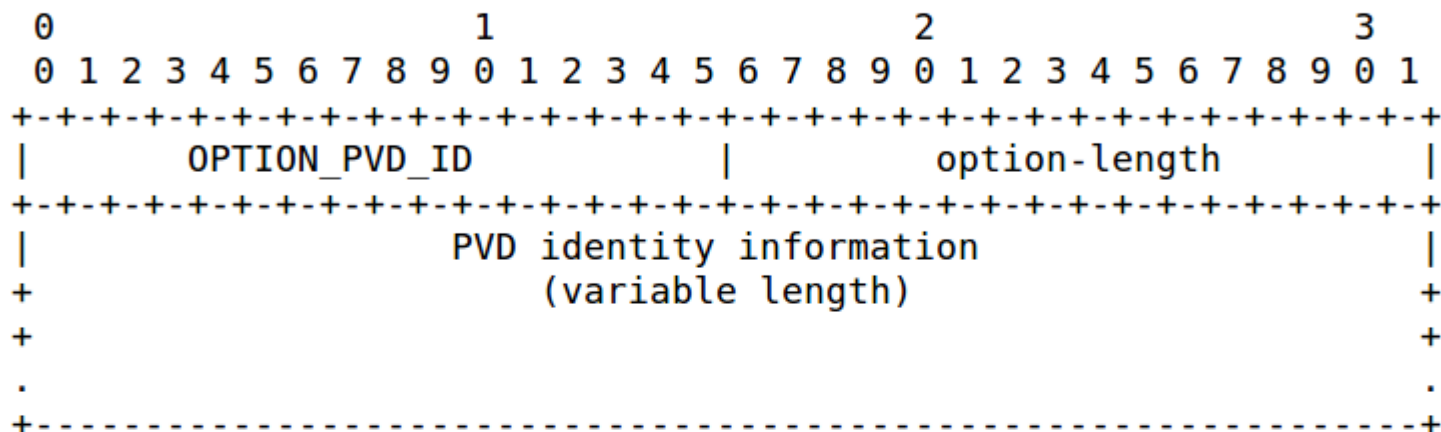 0                   1                   2                   3
 0 1 2 3 4 5 6 7 8 9 0 1 2 3 4 5 6 7 8 9 0 1 2 3 4 5 6 7 8 9 0 1
+-+-+-+-+-+-+-+-+-+-+-+-+-+-+-+-+-+-+-+-+-+-+-+-+-+-+-+-+-+-+-+-+
|       OPTION_PVD_ID           |         option-length         |
+-+-+-+-+-+-+-+-+-+-+-+-+-+-+-+-+-+-+-+-+-+-+-+-+-+-+-+-+-+-+-+-+
|                   PVD identity information                    |
+                       (variable length)                       +
+                                                               +
.                                                               .
+---------------------------------------------------------------+